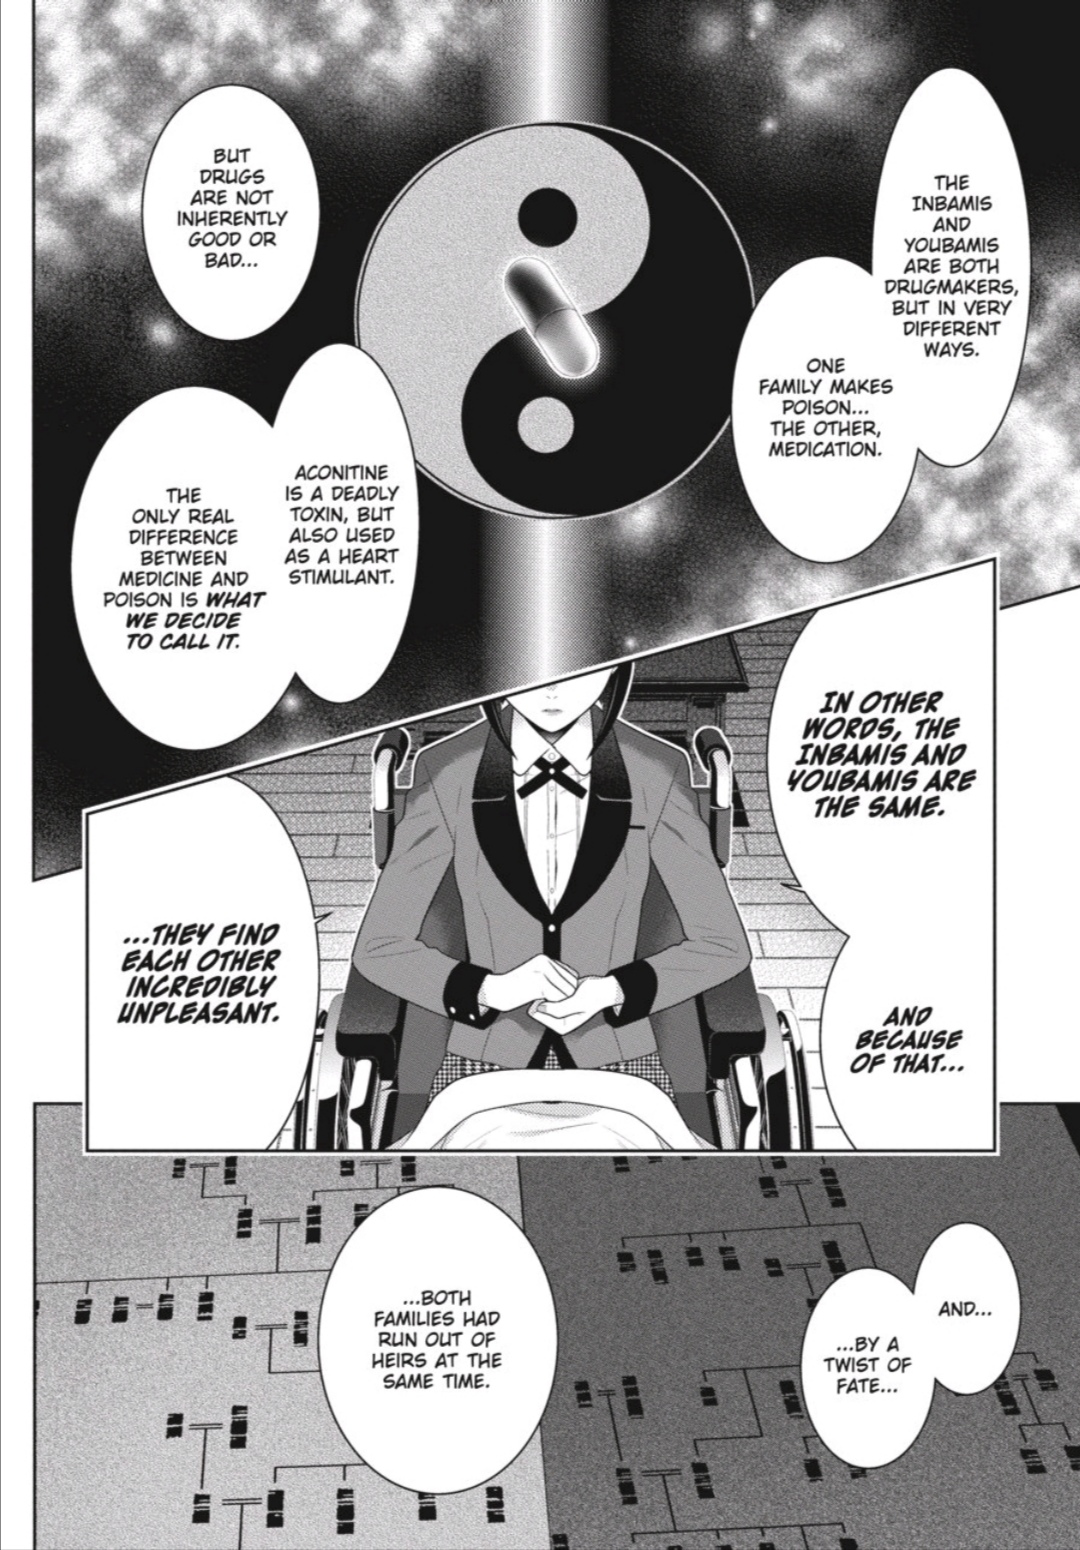 THE
INBAMIS
AND
YOUBAMIS
ARE BOTH
DRUGMAKERS,
BUT IN VERY
DIFFERENT
WAYS.
ONE
FAMILY MAKES
POISON...
THE OTHER,
MEDICATION.
BUT
DRUGS
ARE NOT
INHERENTLY
GOOD OR
BAD...
ACONITINE
IS A DEADLY
TOXIN, BUT
ALSO USED
AS A HEART
STIMULANT.
THE
ONLY REAL
DIFFERENCE
BETWEEN
MEDICINE AND
POISON IS WHAT
WE DECIDE
TO CALL IT.
IN OTHER
WORDS, THE
INBAMIS AND
YOUBAMIS ARE
THE SAME.
AND
BECAUSE
OF THAT...
...THEY FIND
EACH OTHER
INCREDIBLY
UNPLEASANT.
AND...
...BY A
TWIST OF
FATE...
...BOTH
FAMILIES HAD
RUN OUT OF
HEIRS AT THE
SAME TIME.